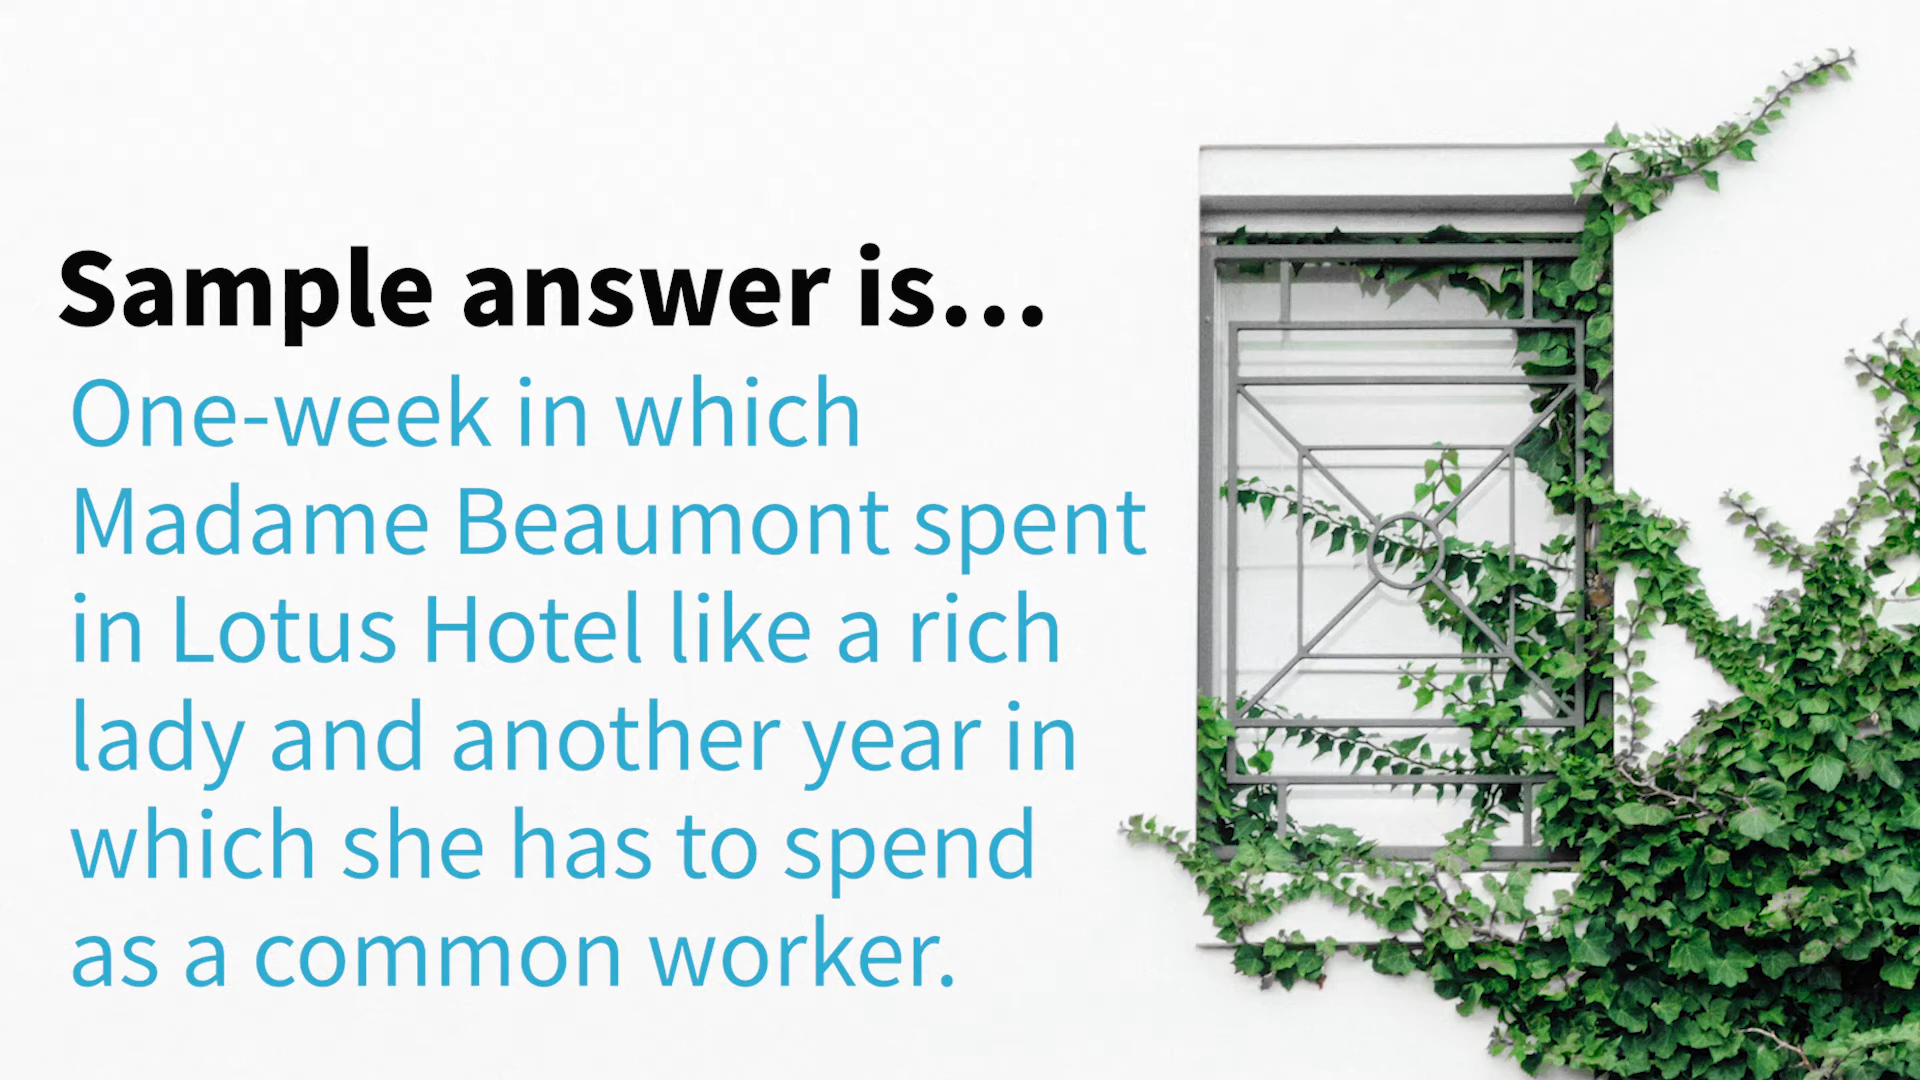 Sample answer is...
One-week in which
Madame Beaumont spent
in Lotus Hotel like a rich
lady and another year in
which she has to spend
as a common worker.